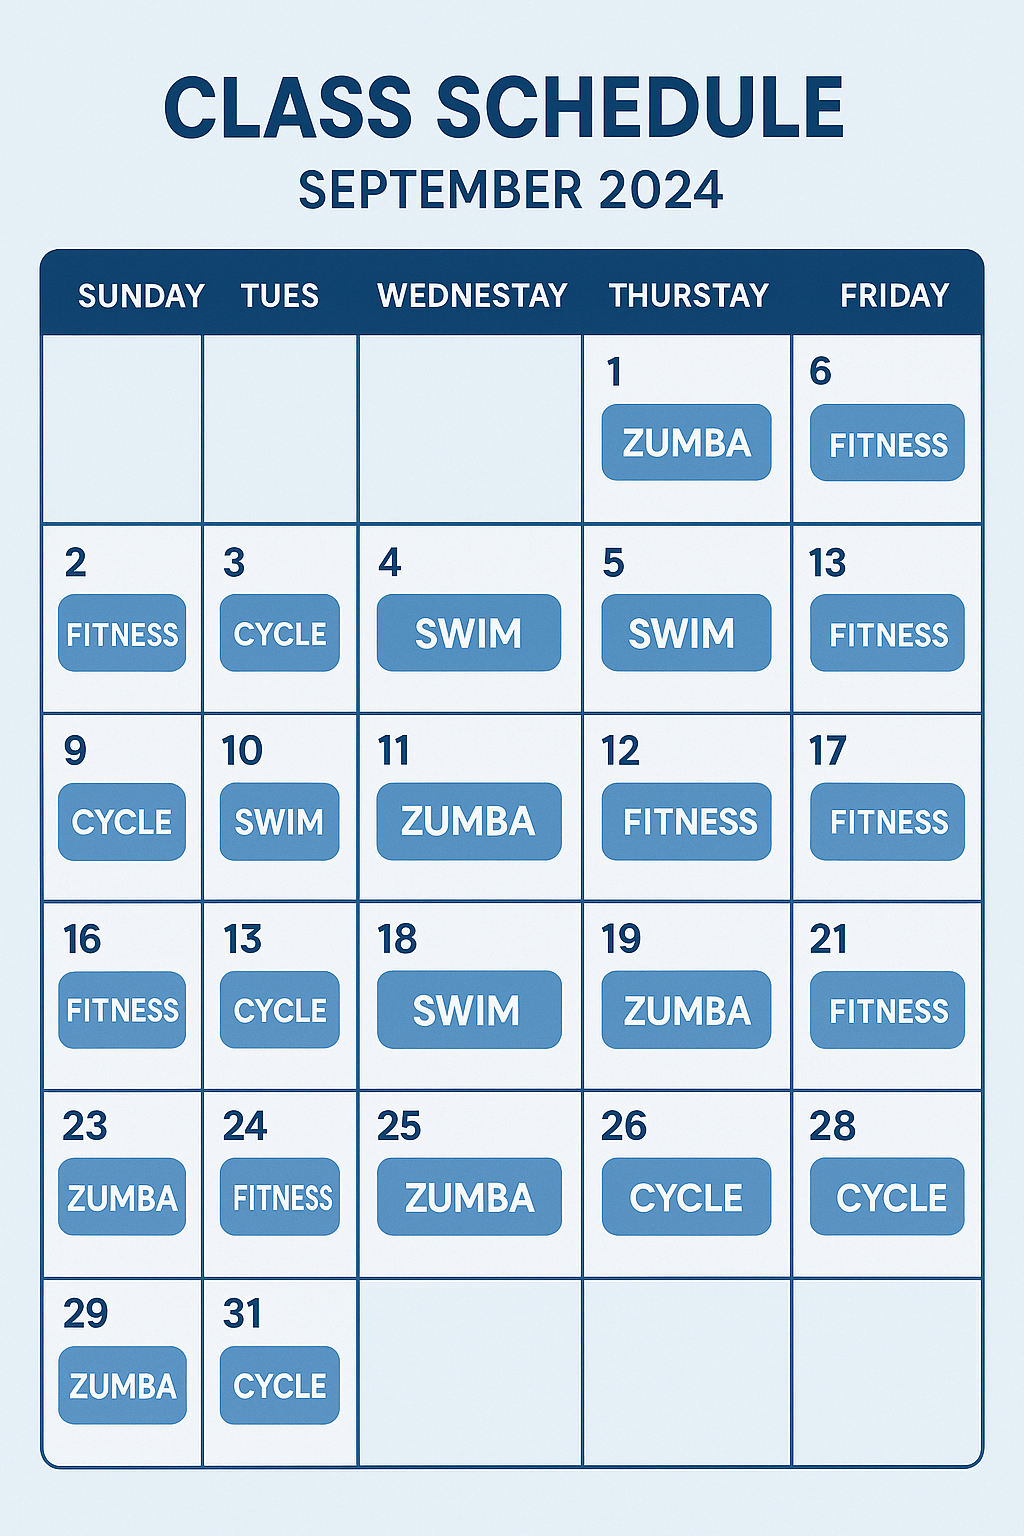 CLASS SCHEDULE
SEPTEMBER 2024
SUNDAY TUES WEDNESTAY THURSTAY FRIDAY
1 6
ZUMBA FITNESS
2 3 4 5 13
FITNESS CYCLE SWIM SWIM FITNESS
9 10 11 12 17
CYCLE SWIM ZUMBA FITNESS FITNESS
16 13 18 19 21
FITNESS CYCLE SWIM ZUMBA FITNESS
23 24 25 26 28
ZUMBA FITNESS ZUMBA CYCLE CYCLE
29 31
ZUMBA CYCLE